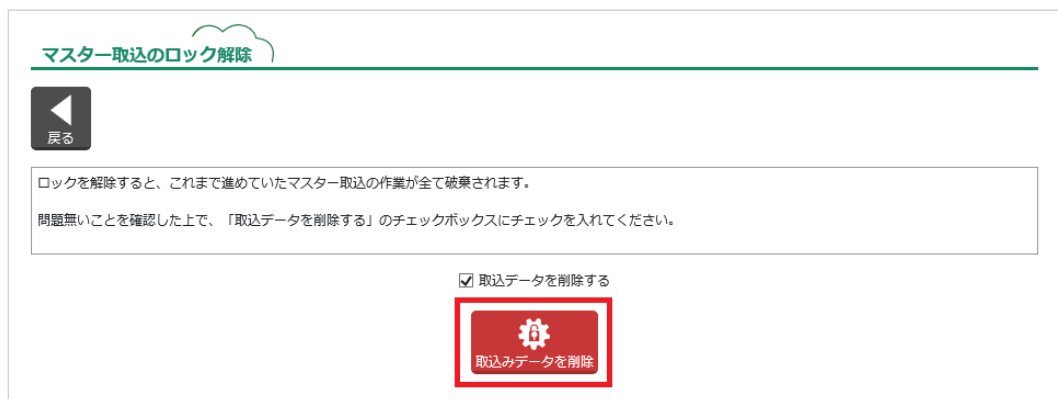 マスター取込のロック解除
戻る
ロックを解除すると、これまで進めていたマスター取込の作業が全て破棄されます。
問題無いことを確認した上で、「取込データを削除する」のチェックボックスにチェックを入れてください。
取込データを削除する
取込みデータを削除